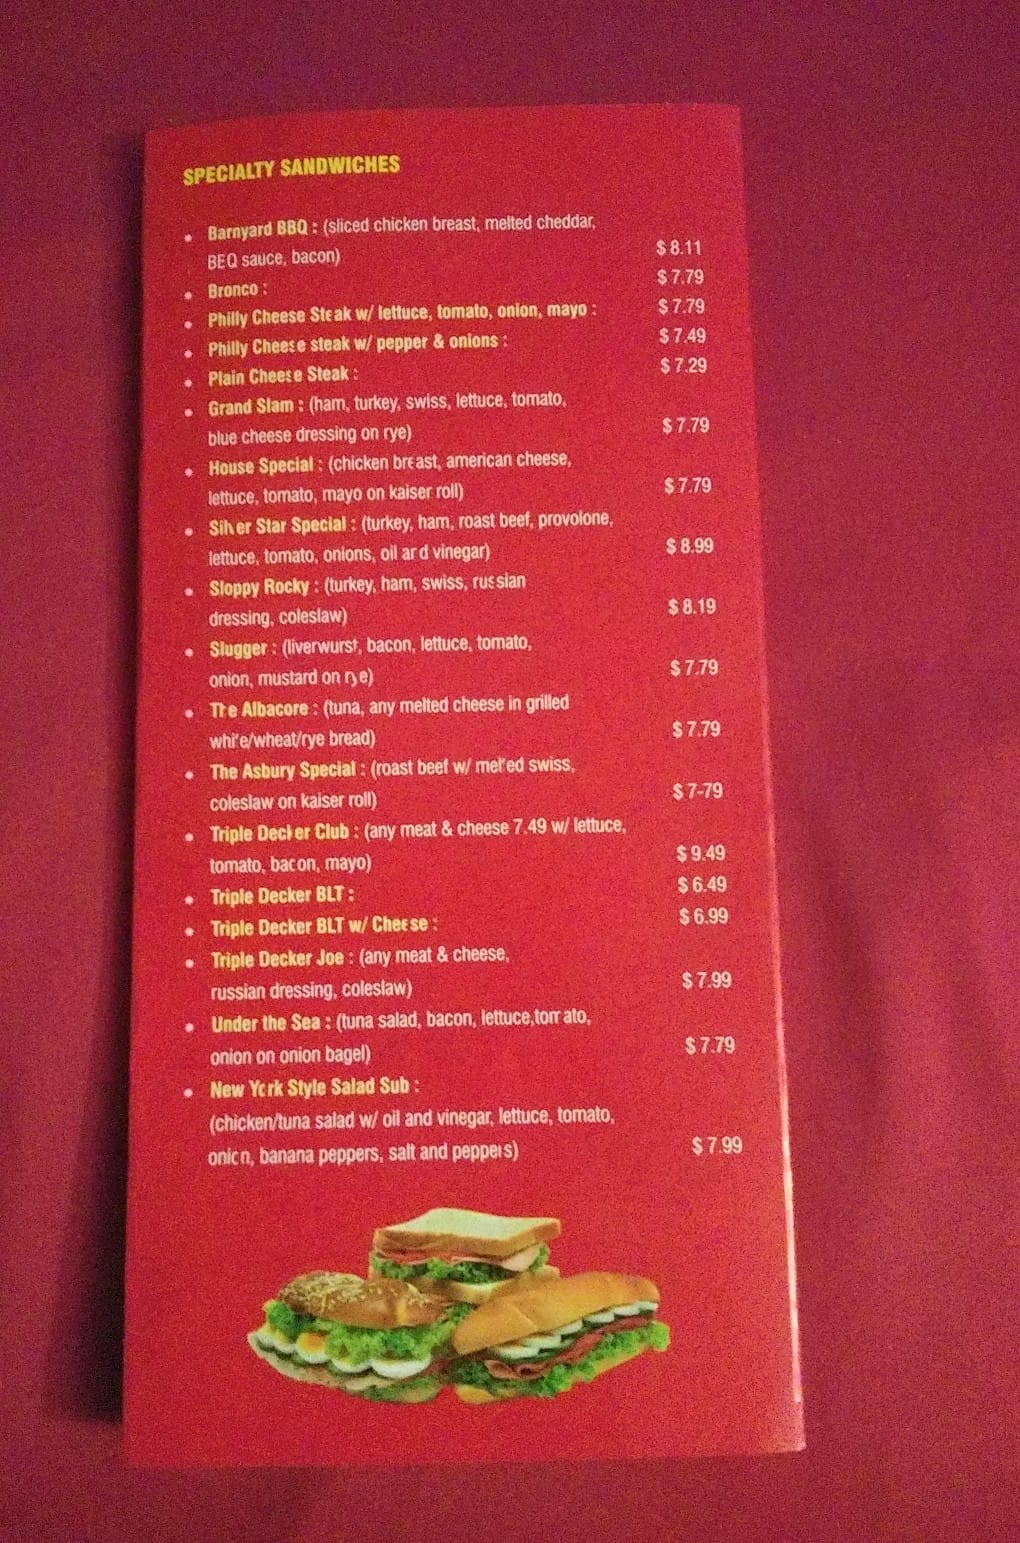 SPECIALTY SANDWICHES
• Barnyard BBQ : (sliced chicken breast, melted cheddar,
BBQ sauce, bacon) $ 8.11
• Bronco : $ 7.79
• Philly Cheese Steak w/ lettuce, tomato, onion, mayo : $ 7.79
• Philly Cheese steak w/ pepper & onions : $ 7.49
• Plain Cheese Steak : $ 7.29
• Grand Slam : (ham, turkey, swiss, lettuce, tomato,
blue cheese dressing on rye) $ 7.79
• House Special : (chicken breast, american cheese,
lettuce, tomato, mayo on kaiser roll) $ 7.79
• Silver Star Special : (turkey, ham, roast beef, provolone,
lettuce, tomato, onions, oil and vinegar) $ 8.99
• Sloppy Rocky : (turkey, ham, swiss, russian
dressing, coleslaw) $ 8.19
• Slugger : (liverwurst, bacon, lettuce, tomato,
onion, mustard on rye) $ 7.79
• The Albacore : (tuna, any melted cheese in grilled
white/wheat/rye bread) $ 7.79
• The Asbury Special : (roast beef w/ melted swiss,
coleslaw on kaiser roll) $ 7-79
• Triple Decker Club : (any meat & cheese 7.49 w/ lettuce,
tomato, bacon, mayo) $ 9.49
• Triple Decker BLT : $ 6.49
• Triple Decker BLT w/ Cheese : $ 6.99
• Triple Decker Joe : (any meat & cheese,
russian dressing, coleslaw) $ 7.99
• Under the Sea : (tuna salad, bacon, lettuce,tomato,
onion on onion bagel) $ 7.79
• New York Style Salad Sub :
(chicken/tuna salad w/ oil and vinegar, lettuce, tomato,
onion, banana peppers, salt and peppers) $ 7.99